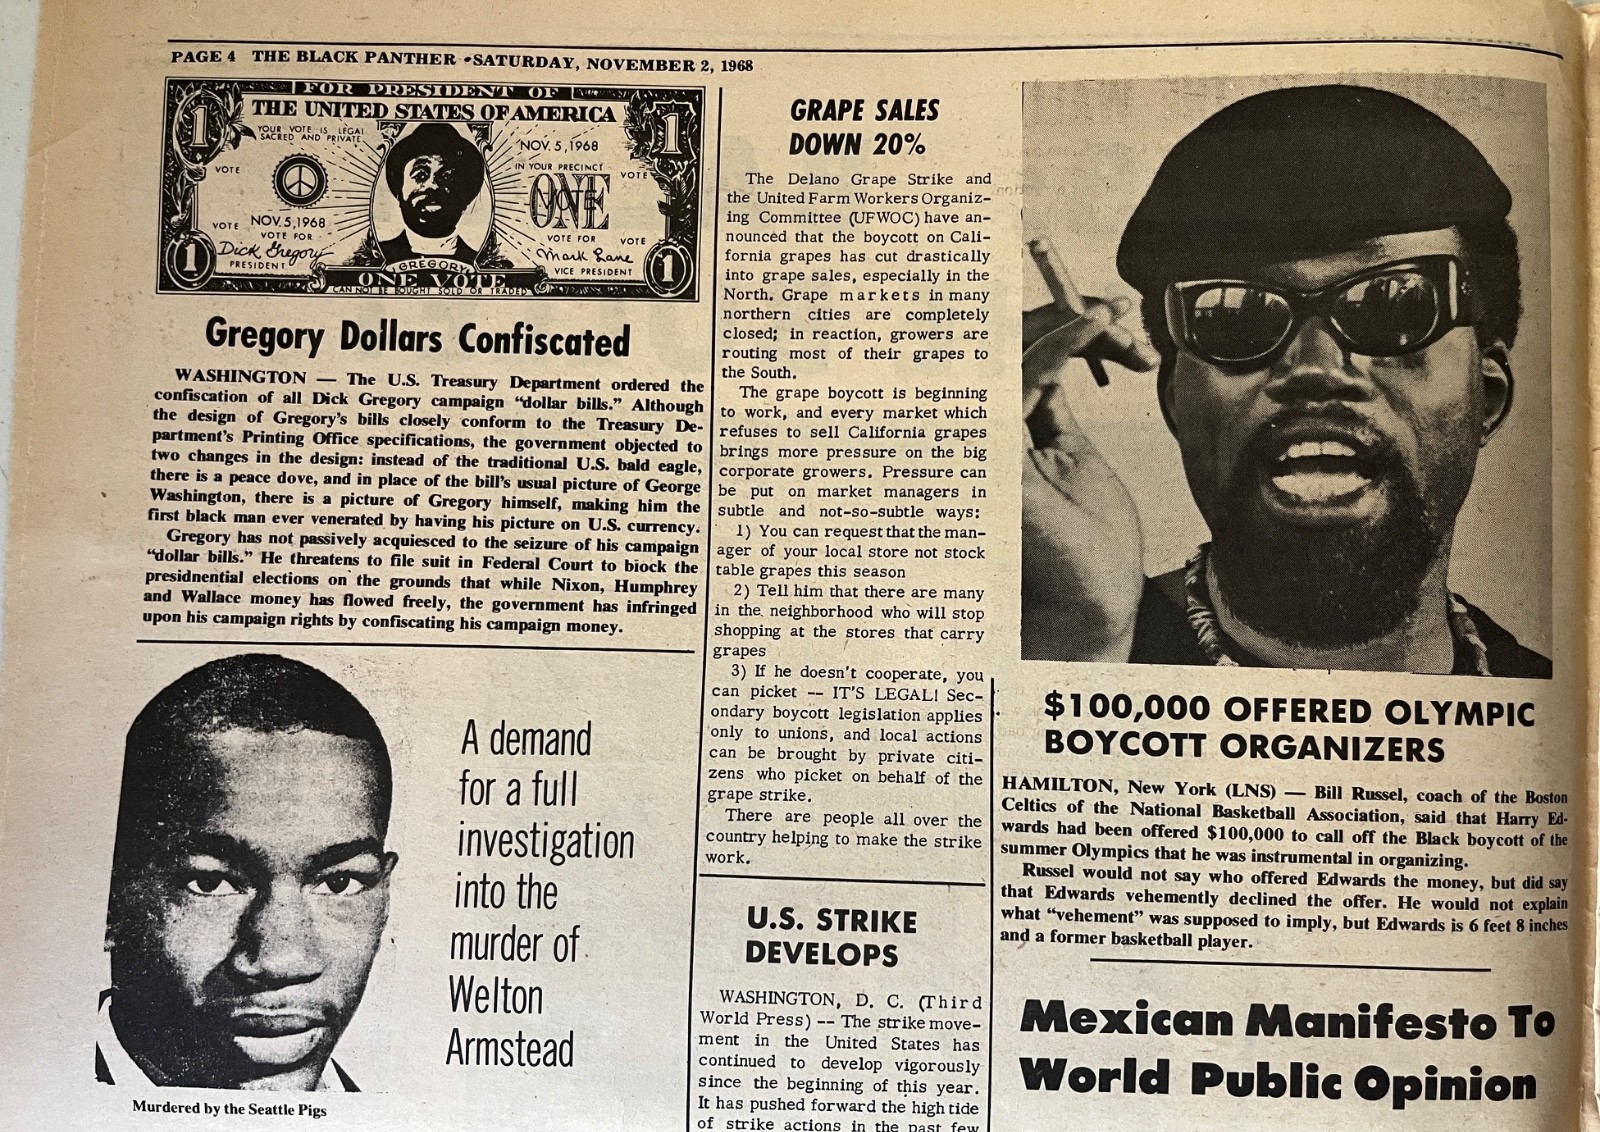 PAGE 4 THE BLACK PANTHER •SATURDAY, NOVEMBER 2, 1968
FOR PRESIDENT OF
THE UNITED STATES OF AMERICA
1
1
YOUR VOTE IS LEGAL
SACRED AND PRIVATE
NOV. 5, 1968
IN YOUR PRECINCT
VOTE
VOTE
ONE
VOTE
NOV. 5, 1968
VOTE
VOTE FOR
Dick Gregory
PRESIDENT
VOTE FOR
VOTE
Mark Lane
VICE PRESIDENT
1
1
GREGORY
ONE VOTE
CAN NOT BE BOUGHT SOLD OR TRADED
Gregory Dollars Confiscated
WASHINGTON — The U.S. Treasury Department ordered the
confiscation of all Dick Gregory campaign “dollar bills.” Although
the design of Gregory's bills closely conform to the Treasury De-
partment's Printing Office specifications, the government objected to
two changes in the design: instead of the traditional U.S. bald eagle,
there is a peace dove, and in place of the bill's usual picture of George
Washington, there is a picture of Gregory himself, making him the
first black man ever venerated by having his picture on U.S. currency.
Gregory has not passively acquiesced to the seizure of his campaign
“dollar bills.” He threatens to file suit in Federal Court to biock the
presidnential elections on the grounds that while Nixon, Humphrey
and Wallace money has flowed freely, the government has infringed
upon his campaign rights by confiscating his campaign money.
A demand
for a full
investigation
into the
murder of
Welton
Armstead
Murdered by the Seattle Pigs
GRAPE SALES
DOWN 20%
The Delano Grape Strike and
the United Farm Workers Organiz-
ing Committee (UFWOC) have an-
nounced that the boycott on Cali-
fornia grapes has cut drastically
into grape sales, especially in the
North. Grape markets in many
northern cities are completely
closed; in reaction, growers are
routing most of their grapes to
the South.
The grape boycott is beginning
to work, and every market which
refuses to sell California grapes
brings more pressure on the big
corporate growers. Pressure can
be put on market managers in
subtle and not-so-subtle ways:
1) You can request that the man-
ager of your local store not stock
table grapes this season
2) Tell him that there are many
in the neighborhood who will stop
shopping at the stores that carry
grapes
3) If he doesn't cooperate, you
can picket -- IT'S LEGAL! Sec-
ondary boycott legislation applies
only to unions, and local actions
can be brought by private citi-
zens who picket on behalf of the
grape strike.
There are people all over the
country helping to make the strike
work.
U.S. STRIKE
DEVELOPS
WASHINGTON, D. C. (Third
World Press) -- The strike move-
ment in the United States has
continued to develop vigorously
since the beginning of this year.
It has pushed forward the high tide
of strike actions in the past few
$100,000 OFFERED OLYMPIC
BOYCOTT ORGANIZERS
HAMILTON, New York (LNS) — Bill Russel, coach of the Boston
Celtics of the National Basketball Association, said that Harry Ed-
wards had been offered $100,000 to call off the Black boycott of the
summer Olympics that he was instrumental in organizing.
Russel would not say who offered Edwards the money, but did say
that Edwards vehemently declined the offer. He would not explain
what “vehement” was supposed to imply, but Edwards is 6 feet 8 inches
and a former basketball player.
Mexican Manifesto To
World Public Opinion